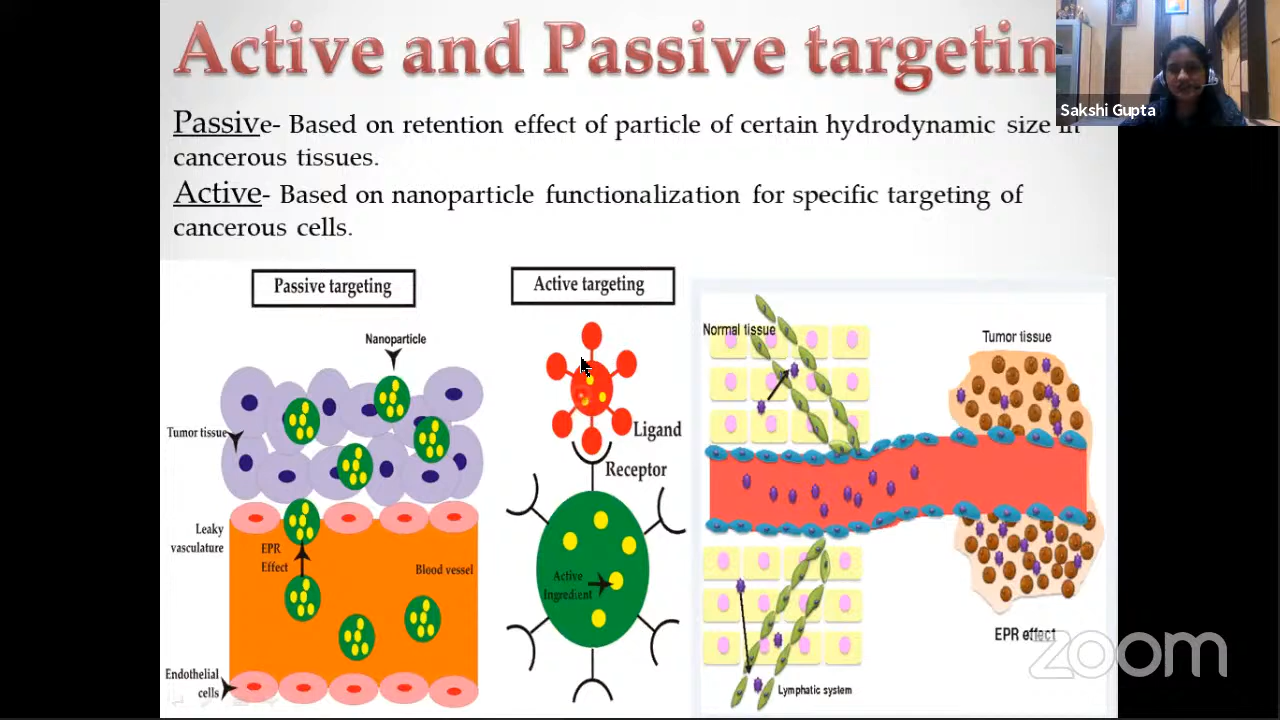 Active and Passive targetin
Sakshi Gupta
Passive- Based on retention effect of particle of certain hydrodynamic size in
cancerous tissues.
Active- Based on nanoparticle functionalization for specific targeting of
cancerous cells.
Passive targeting
Nanoparticle
Tumor tissue
Leaky
vasculature
EPR
Effect
Blood vessel
Endothelial
cells
Active targeting
Ligand
Receptor
Active
Ingredient
Normal tissue
Tumor tissue
EPR effect
Lymphatic system
zoom